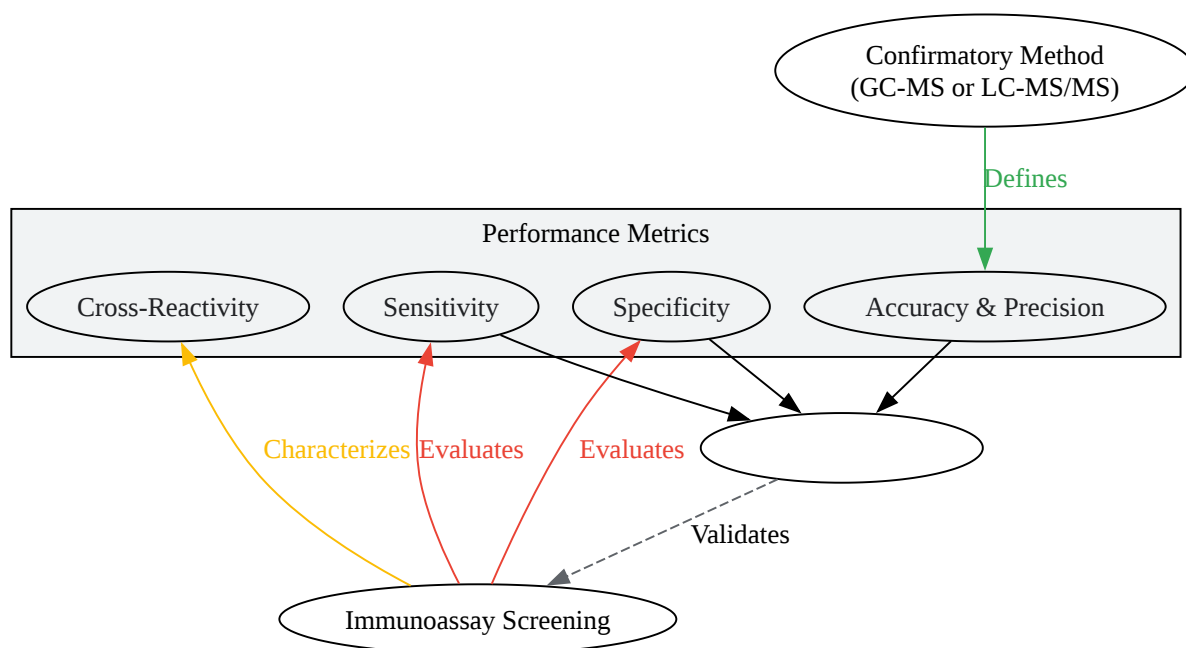 Confirmatory Method
(GC-MS or LC-MS/MS)
Defines
Performance Metrics
Cross-Reactivity
Sensitivity
Specificity
Accuracy & Precision
Characterizes
Evaluates
Evaluates
Validates
Immunoassay Screening